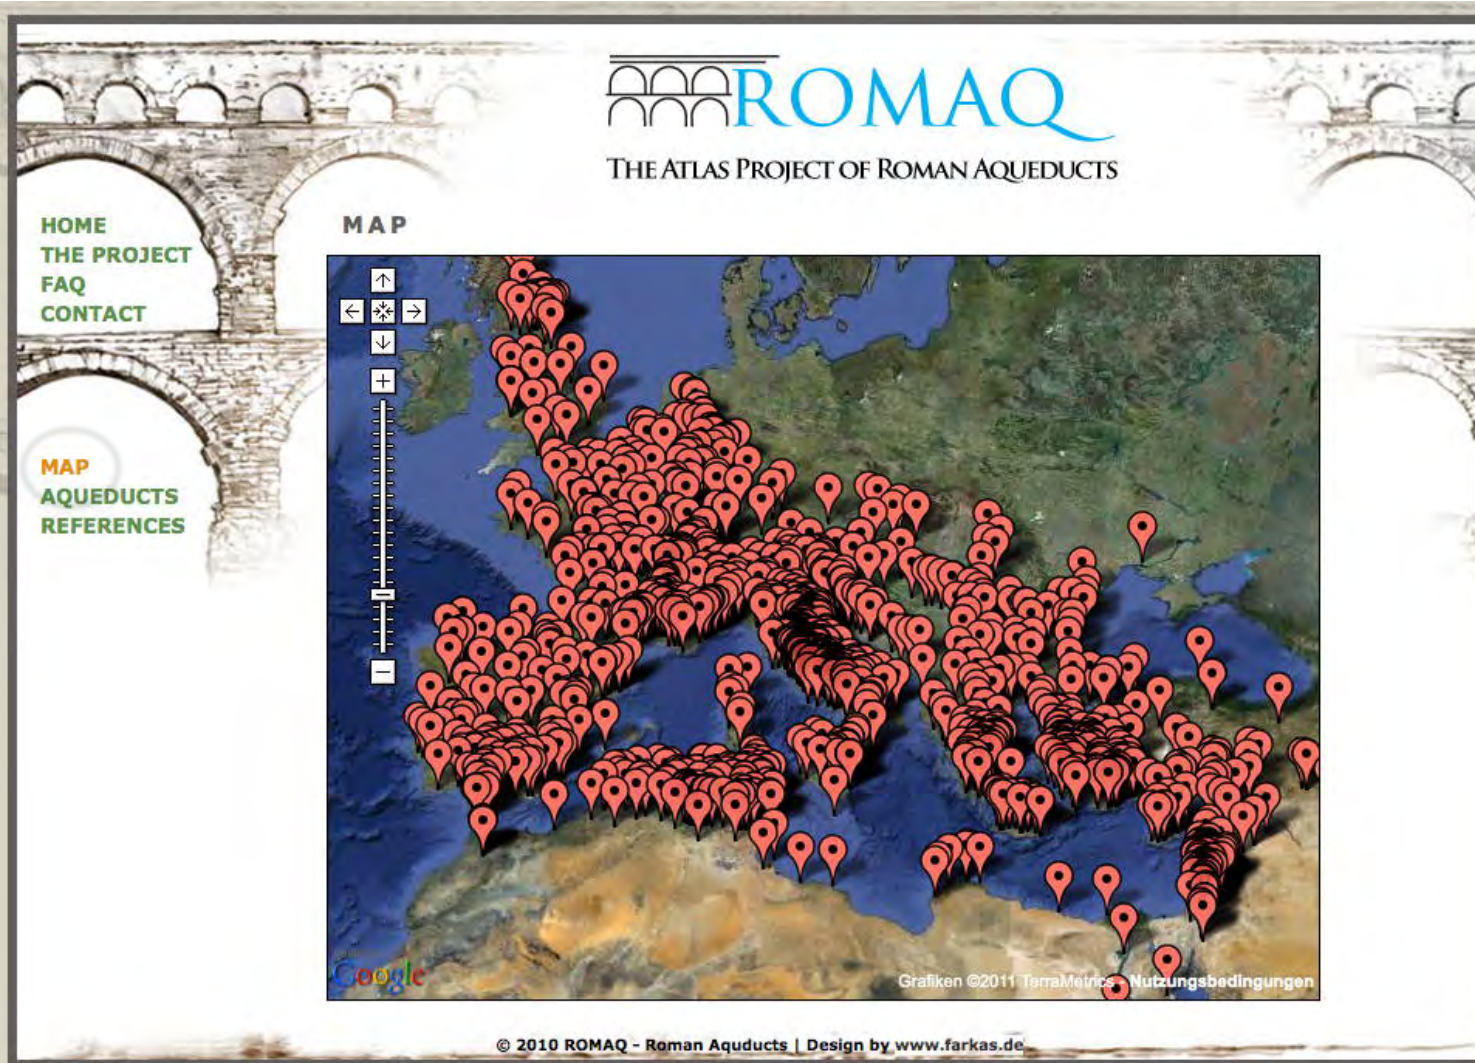 ROMAQ
THE ATLAS PROJECT OF ROMAN AQUEDUCTS
HOME
THE PROJECT
FAQ
CONTACT
MAP
AQUEDUCTS
REFERENCES
MAP
Google
Grafiken ©2011 TerraMetrics - Nutzungsbedingungen
© 2010 ROMAQ - Roman Aquducts | Design by www.farkas.de